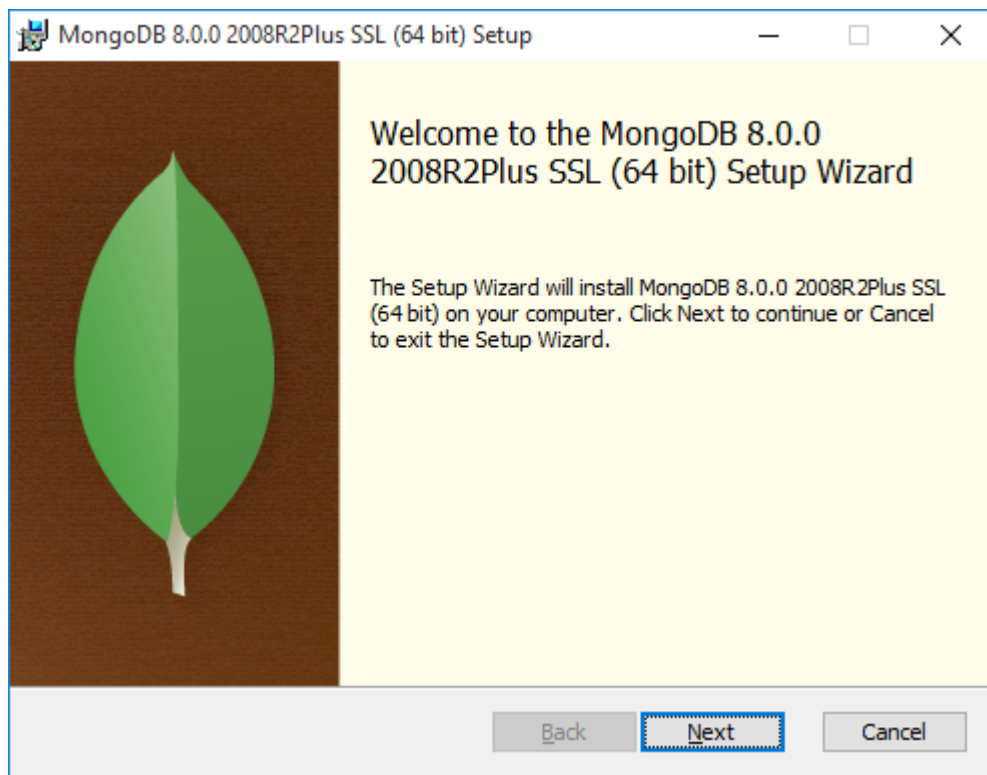 MongoDB 8.0.0 2008R2Plus SSL (64 bit) Setup
Welcome to the MongoDB 8.0.0
2008R2Plus SSL (64 bit) Setup Wizard
The Setup Wizard will install MongoDB 8.0.0 2008R2Plus SSL
(64 bit) on your computer. Click Next to continue or Cancel
to exit the Setup Wizard.
Back Next Cancel